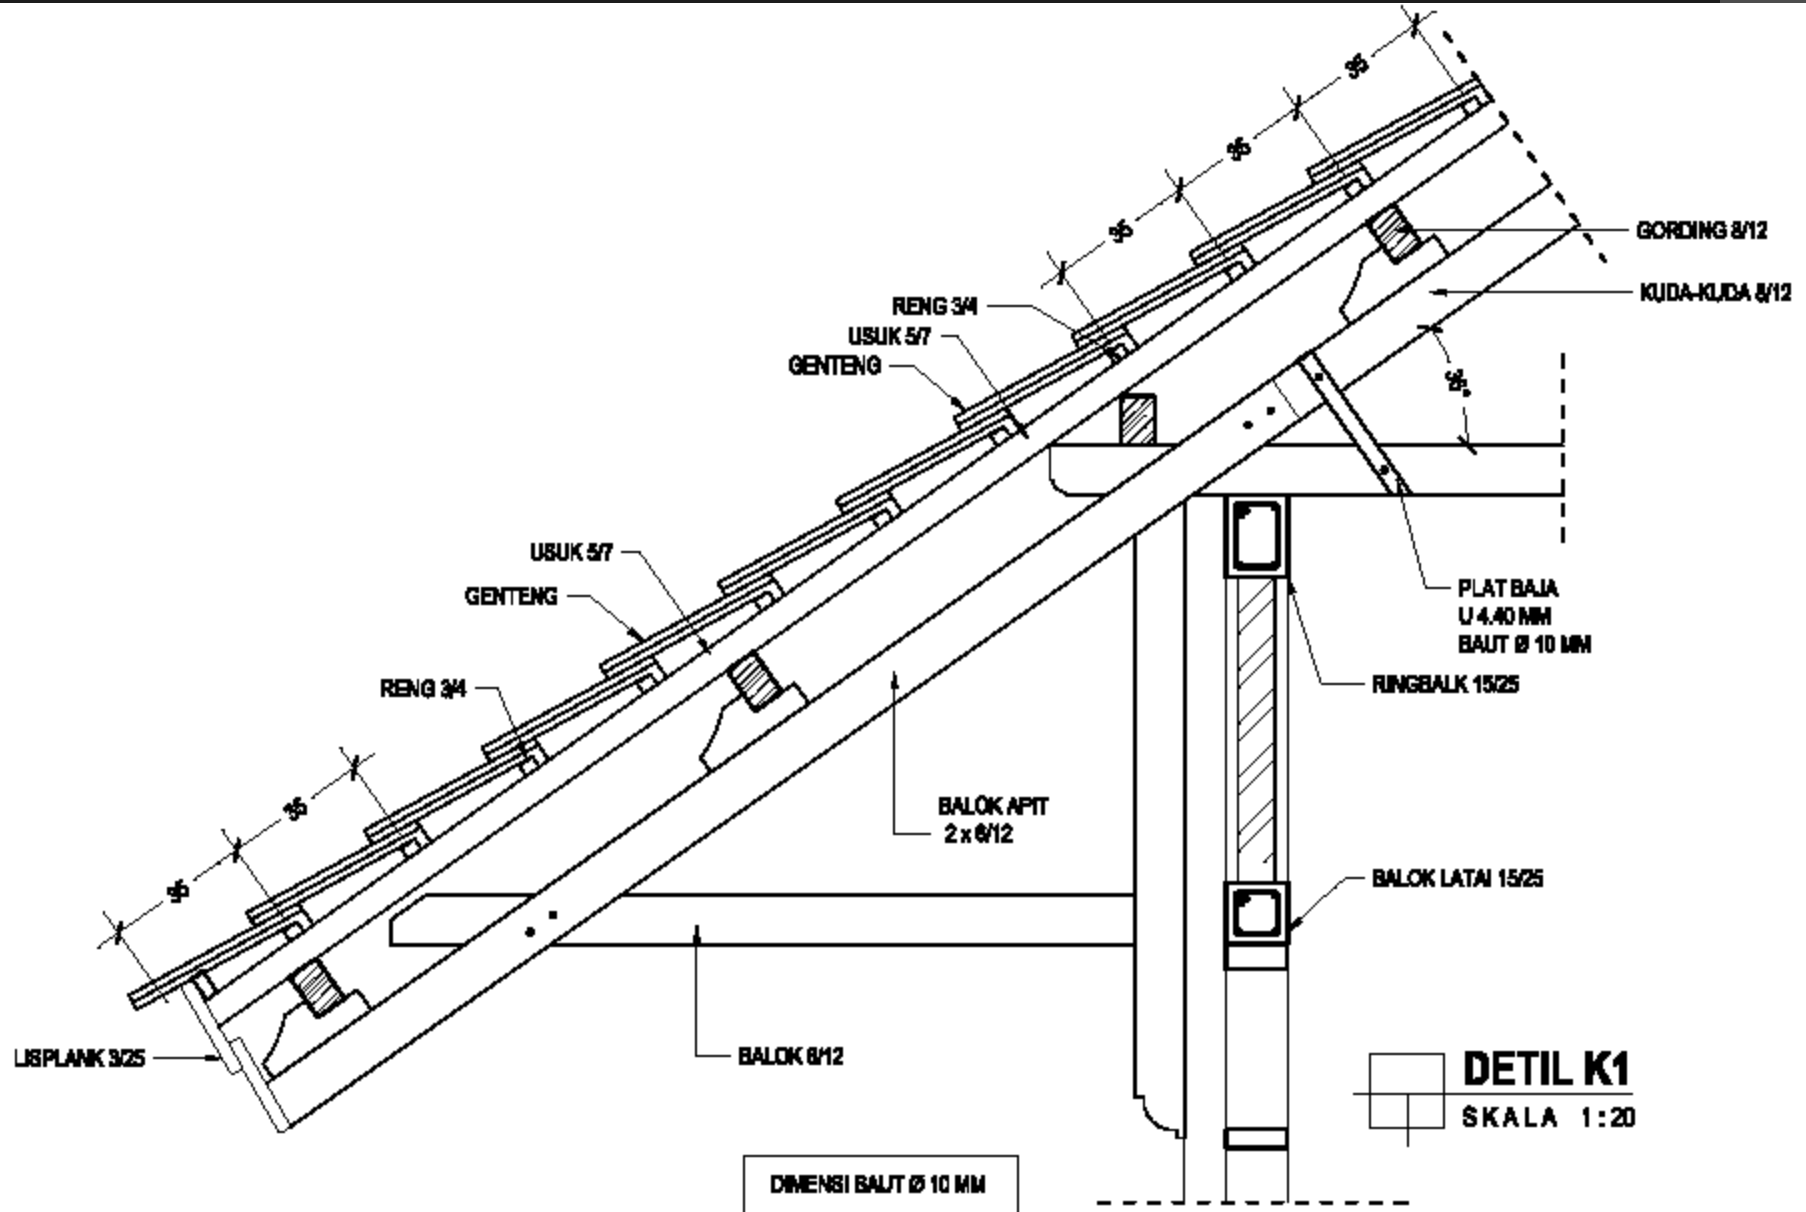 35
35
35
35
GORDING 8/12
KUDA-KUDA 8/12
RENG 3/4
USUK 5/7
GENTENG
35°
USUK 5/7
GENTENG
PLAT BAJA
U 4.40 MM
BAUT Ø 10 MM
RINGBALK 15/25
RENG 3/4
35
35
BALOK APIT
2 x 6/12
BALOK LATAI 15/25
LISPLANK 3/25
BALOK 6/12
DETIL K1
SKALA 1:20
DIMENSI BAUT Ø 10 MM